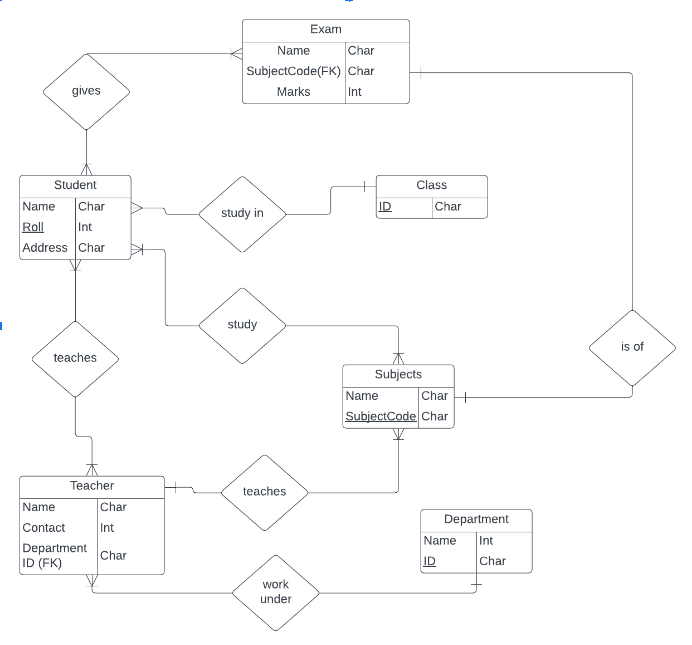 Exam
Name Char
SubjectCode(FK) Char
Marks Int
gives
Student
Name Char
Roll Int
Address Char
study in
Class
ID Char
study
teaches
is of
Subjects
Name Char
SubjectCode Char
Teacher
Name Char
Contact Int
Department
ID (FK) Char
teaches
Department
Name Int
ID Char
work
under